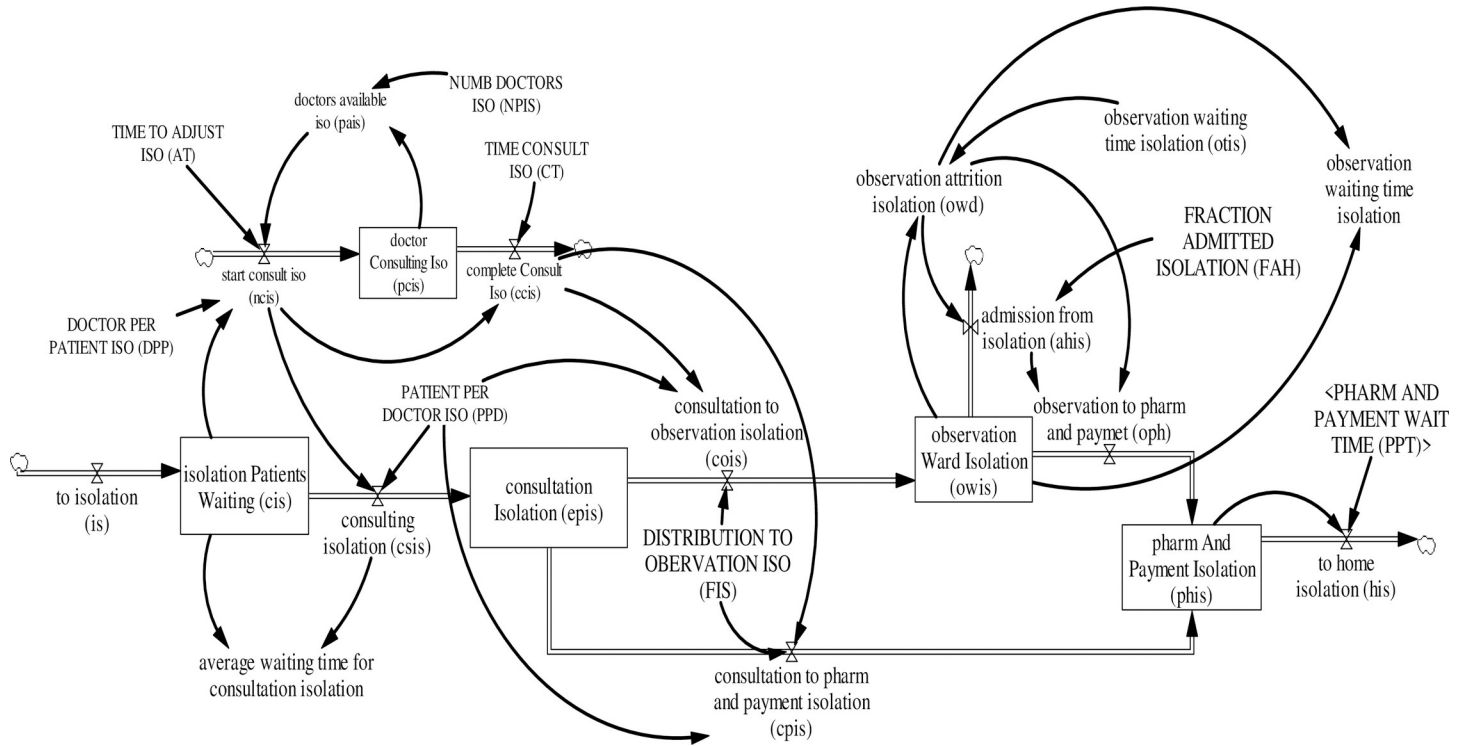 NUMB DOCTORS
ISO (NPIS)
doctors available
iso (pais)
TIME TO ADJUST
ISO (AT)
TIME CONSULT
ISO (CT)
doctor
Consulting Iso
(pcis)
start consult iso
(ncis)
complete Consult
Iso (ccis)
DOCTOR PER
PATIENT ISO (DPP)
PATIENT PER
DOCTOR ISO (PPD)
observation waiting
time isolation (otis)
observation attrition
isolation (owd)
observation
waiting time
isolation
FRACTION
ADMITTED
ISOLATION (FAH)
admission from
isolation (ahis)
consultation to
observation isolation
(cois)
observation to pharm
and paymet (oph)
<PHARM AND
PAYMENT WAIT
TIME (PPT)>
to isolation
(is)
isolation Patients
Waiting (cis)
consulting
isolation (csis)
consultation
Isolation (epis)
observation
Ward Isolation
(owis)
DISTRIBUTION TO
OBERVATION ISO
(FIS)
pharm And
Payment Isolation
(phis)
to home
isolation (his)
average waiting time for
consultation isolation
consultation to pharm
and payment isolation
(cpis)